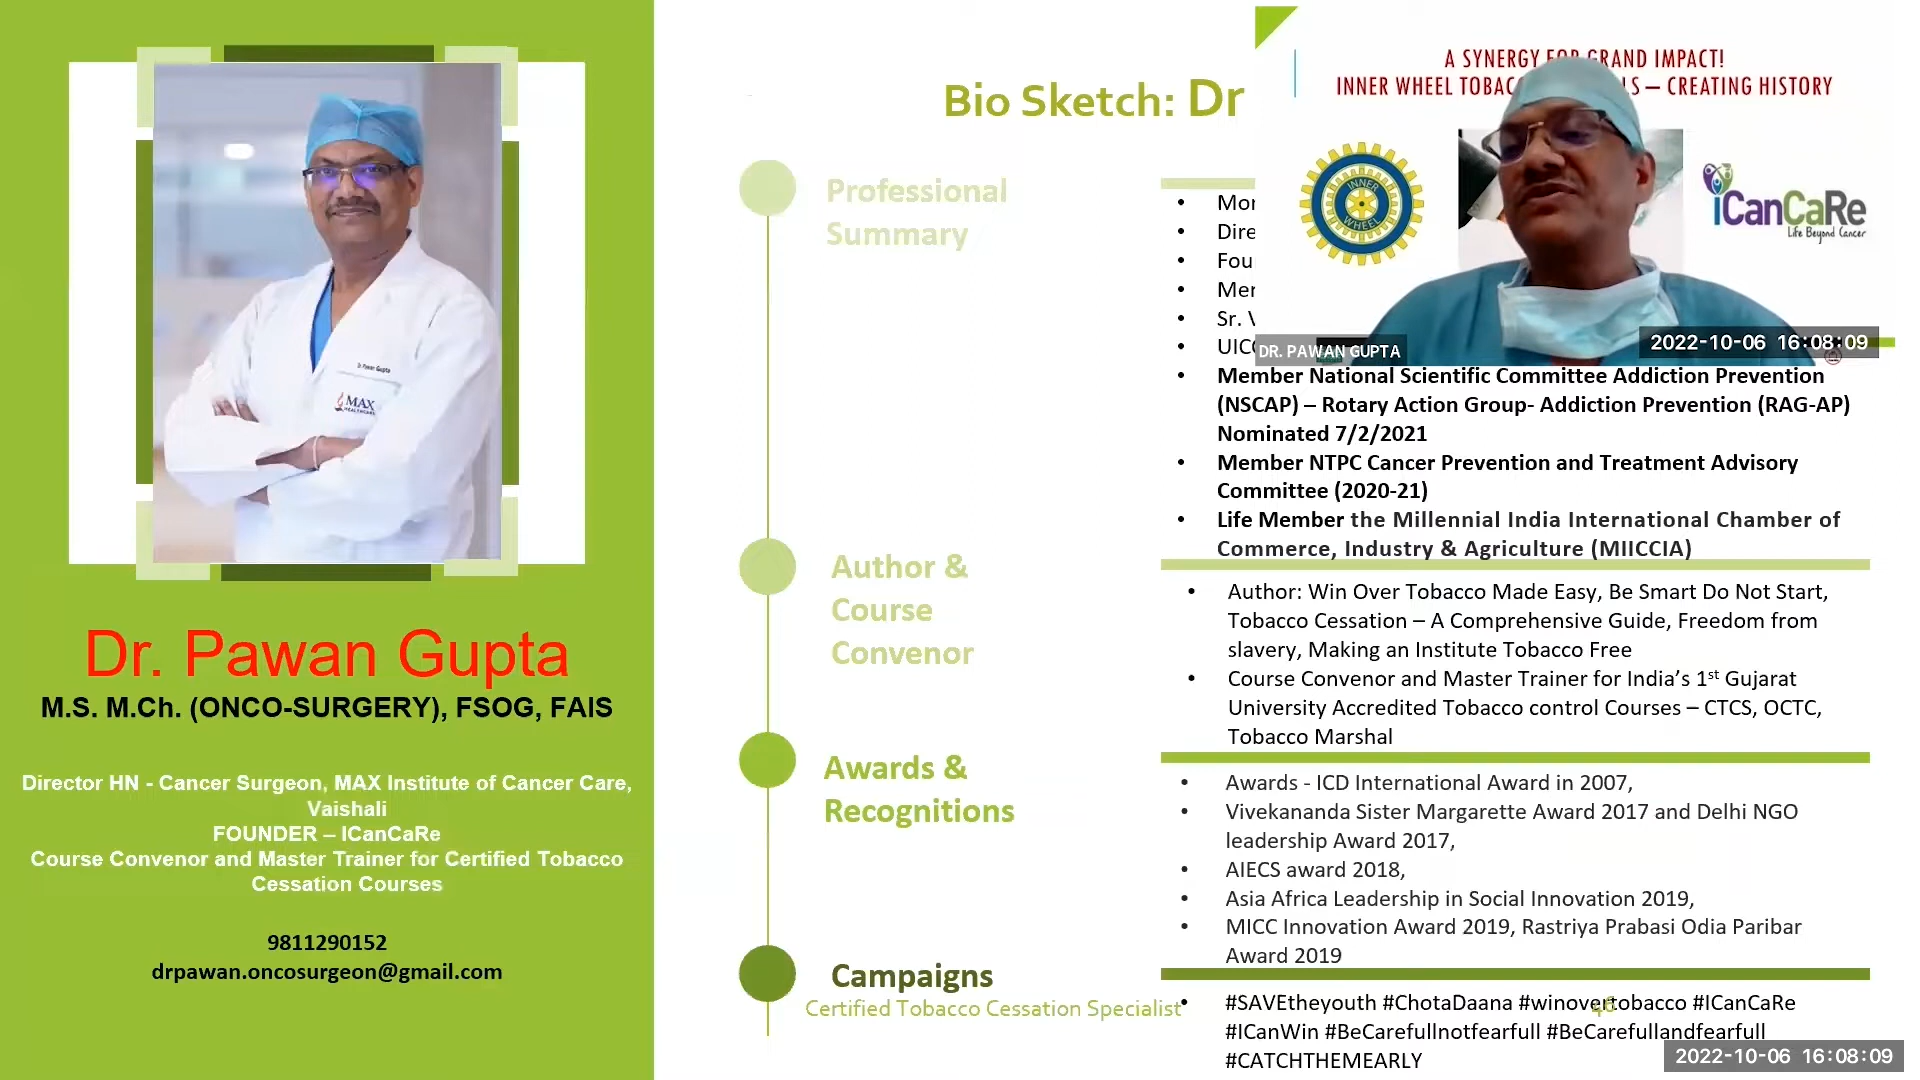 Bio Sketch: Dr
A SYNERGY FOR GRAND IMPACT!
INNER WHEEL TOBAC LS – CREATING HISTORY
INNER
WHEEL
iCanCaRe
Life Beyond Cancer
DR. PAWAN GUPTA
2022-10-06 16:08:09
Dr. Pawan Gupta
MAX
HEALTHCARE
Dr. Pawan Gupta
M.S. M.Ch. (ONCO-SURGERY), FSOG, FAIS
Director HN - Cancer Surgeon, MAX Institute of Cancer Care,
Vaishali
FOUNDER – ICanCaRe
Course Convenor and Master Trainer for Certified Tobacco
Cessation Courses
9811290152
drpawan.oncosurgeon@gmail.com
Professional
Summary
• Mor
• Dire
• Fou
• Mer
• Sr. V
• UICC
• Member National Scientific Committee Addiction Prevention
(NSCAP) – Rotary Action Group- Addiction Prevention (RAG-AP)
Nominated 7/2/2021
• Member NTPC Cancer Prevention and Treatment Advisory
Committee (2020-21)
• Life Member the Millennial India International Chamber of
Commerce, Industry & Agriculture (MIICCIA)
Author &
Course
Convenor
• Author: Win Over Tobacco Made Easy, Be Smart Do Not Start,
Tobacco Cessation – A Comprehensive Guide, Freedom from
slavery, Making an Institute Tobacco Free
• Course Convenor and Master Trainer for India’s 1st Gujarat
University Accredited Tobacco control Courses – CTCS, OCTC,
Tobacco Marshal
Awards &
Recognitions
• Awards - ICD International Award in 2007,
• Vivekananda Sister Margarette Award 2017 and Delhi NGO
leadership Award 2017,
• AIECS award 2018,
• Asia Africa Leadership in Social Innovation 2019,
• MICC Innovation Award 2019, Rastriya Prabasi Odia Paribar
Award 2019
Campaigns
Certified Tobacco Cessation Specialist
• #SAVEtheyouth #ChotaDaana #winovertobacco #ICanCaRe
#ICanWin #BeCarefullnotfearfull #BeCarefullandfearfull
#CATCHTHEMEARLY
46
2022-10-06 16:08:09